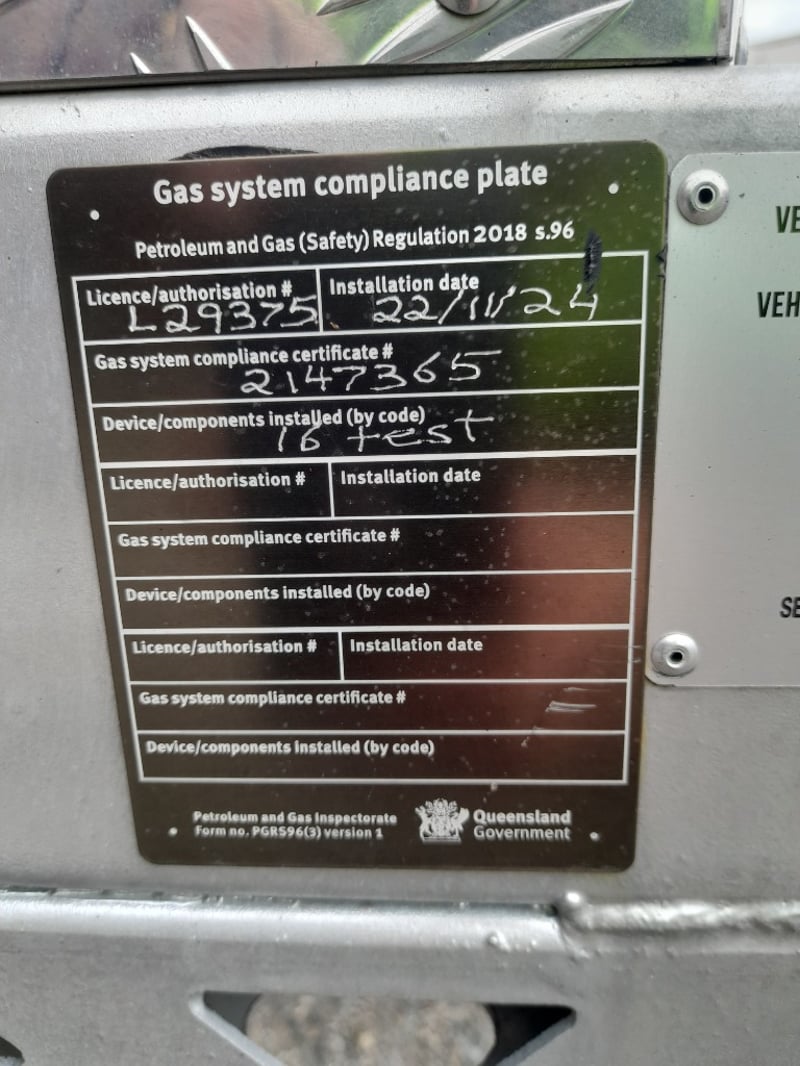 Gas system compliance plate
Petroleum and Gas (Safety) Regulation 2018 s.96
Licence/authorisation # Installation date
L29375 22/11/24
Gas system compliance certificate #
2147365
Device/components installed (by code)
16 test
Licence/authorisation # Installation date
Gas system compliance certificate #
Device/components installed (by code)
Licence/authorisation # Installation date
Gas system compliance certificate #
Device/components installed (by code)
Petroleum and Gas Inspectorate
Form no. PGRS96(3) version 1
Queensland
Government
VE
VEH
SE